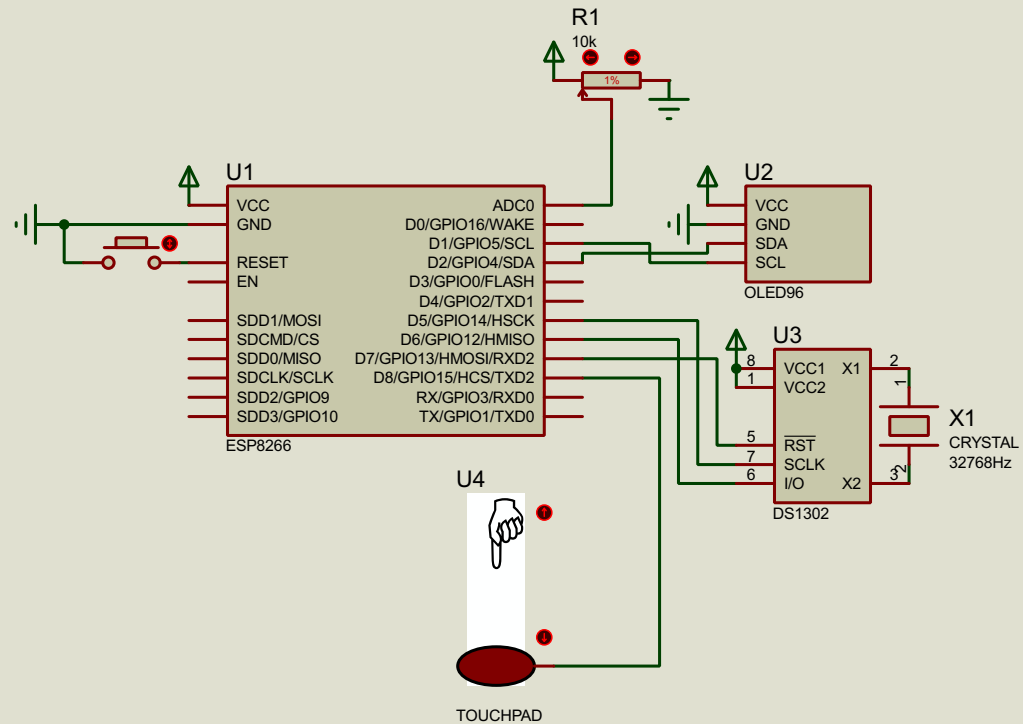 R1
10k
1%
U1
VCC
GND
RESET
EN
SDD1/MOSI
SDCMD/CS
SDD0/MISO
SDCLK/SCLK
SDD2/GPIO9
SDD3/GPIO10
ADC0
D0/GPIO16/WAKE
D1/GPIO5/SCL
D2/GPIO4/SDA
D3/GPIO0/FLASH
D4/GPIO2/TXD1
D5/GPIO14/HSCK
D6/GPIO12/HMISO
D7/GPIO13/HMOSI/RXD2
D8/GPIO15/HCS/TXD2
RX/GPIO3/RXD0
TX/GPIO1/TXD0
ESP8266
U2
VCC
GND
SDA
SCL
OLED96
U3
8 VCC1 X1 2
1 VCC2
5 RST
7 SCLK
6 I/O X2 3
DS1302
1
2
X1
CRYSTAL
32768Hz
U4
TOUCHPAD